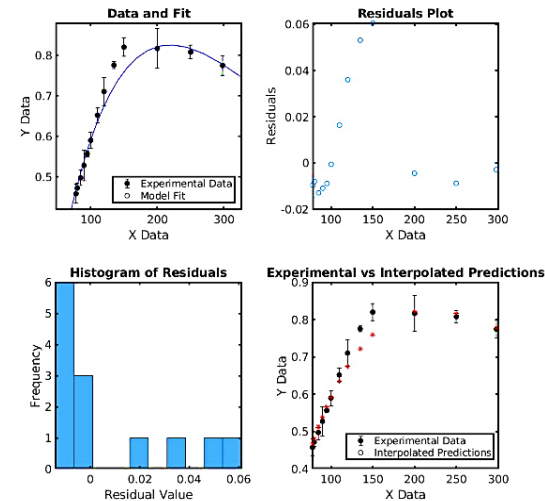 Data and Fit
Y Data
0.8
0.7
0.6
0.5
100 200 300
X Data
Experimental Data
Model Fit
Residuals Plot
Residuals
0.06
0.04
0.02
0
-0.02
100 150 200 250 300
X Data
Histogram of Residuals
Frequency
6
5
4
3
2
1
0
0 0.02 0.04 0.06
Residual Value
Experimental vs Interpolated Predictions
Y Data
0.9
0.8
0.7
0.6
0.5
0.4
100 150 200 250 300
X Data
Experimental Data
Interpolated Predictions